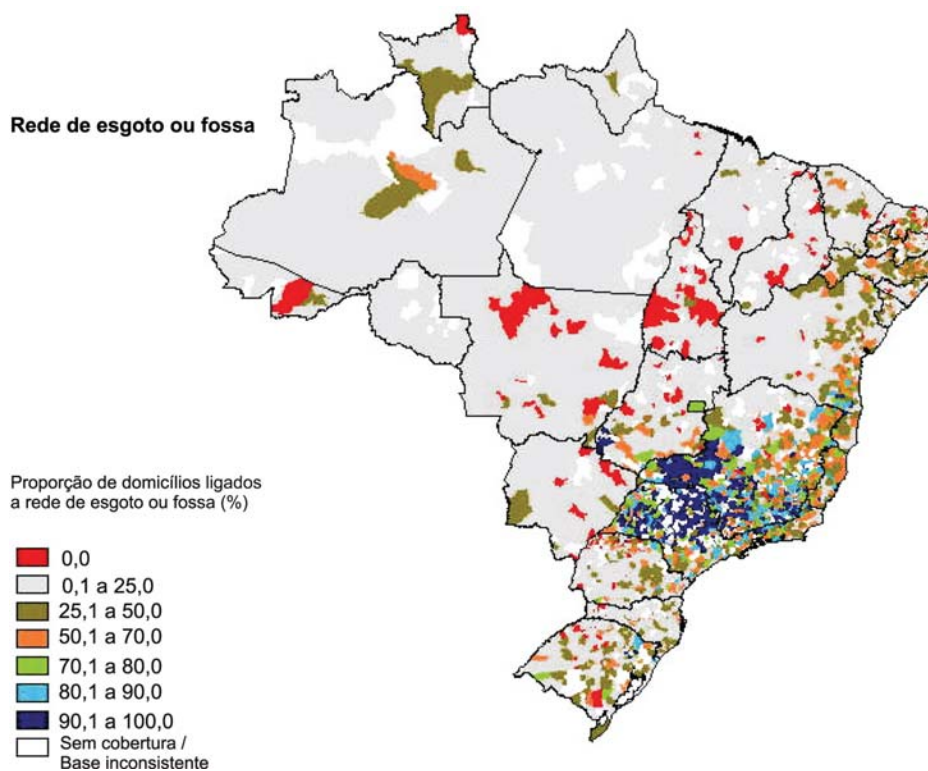 Rede de esgoto ou fossa
Proporção de domicílios ligados
a rede de esgoto ou fossa (%)
0,0
0,1 a 25,0
25,1 a 50,0
50,1 a 70,0
70,1 a 80,0
80,1 a 90,0
90,1 a 100,0
Sem cobertura /
Base inconsistente